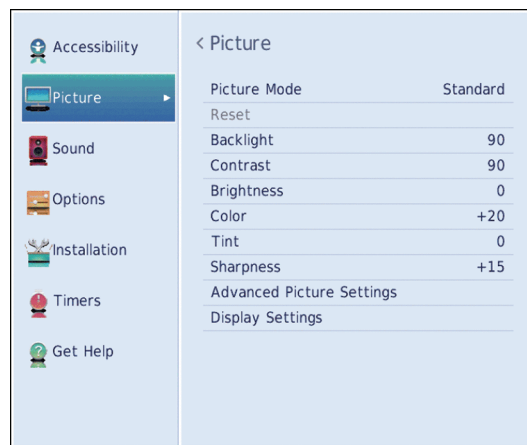 Accessibility
Picture
Sound
Options
Installation
Timers
Get Help
Picture
Picture Mode Standard
Reset
Backlight 90
Contrast 90
Brightness 0
Color +20
Tint 0
Sharpness +15
Advanced Picture Settings
Display Settings